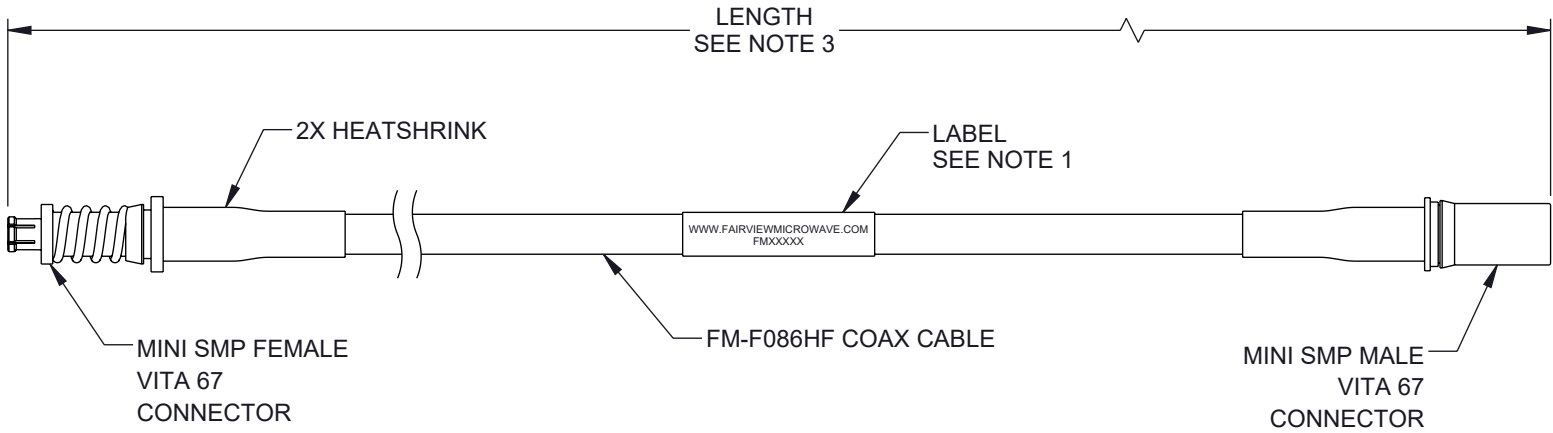 LENGTH
SEE NOTE 3
2X HEATSHRINK
LABEL
SEE NOTE 1
WWW.FAIRVIEWMICROWAVE.COM
FMXXXXX
FM-F086HF COAX CABLE
MINI SMP FEMALE
VITA 67
CONNECTOR
MINI SMP MALE
VITA 67
CONNECTOR